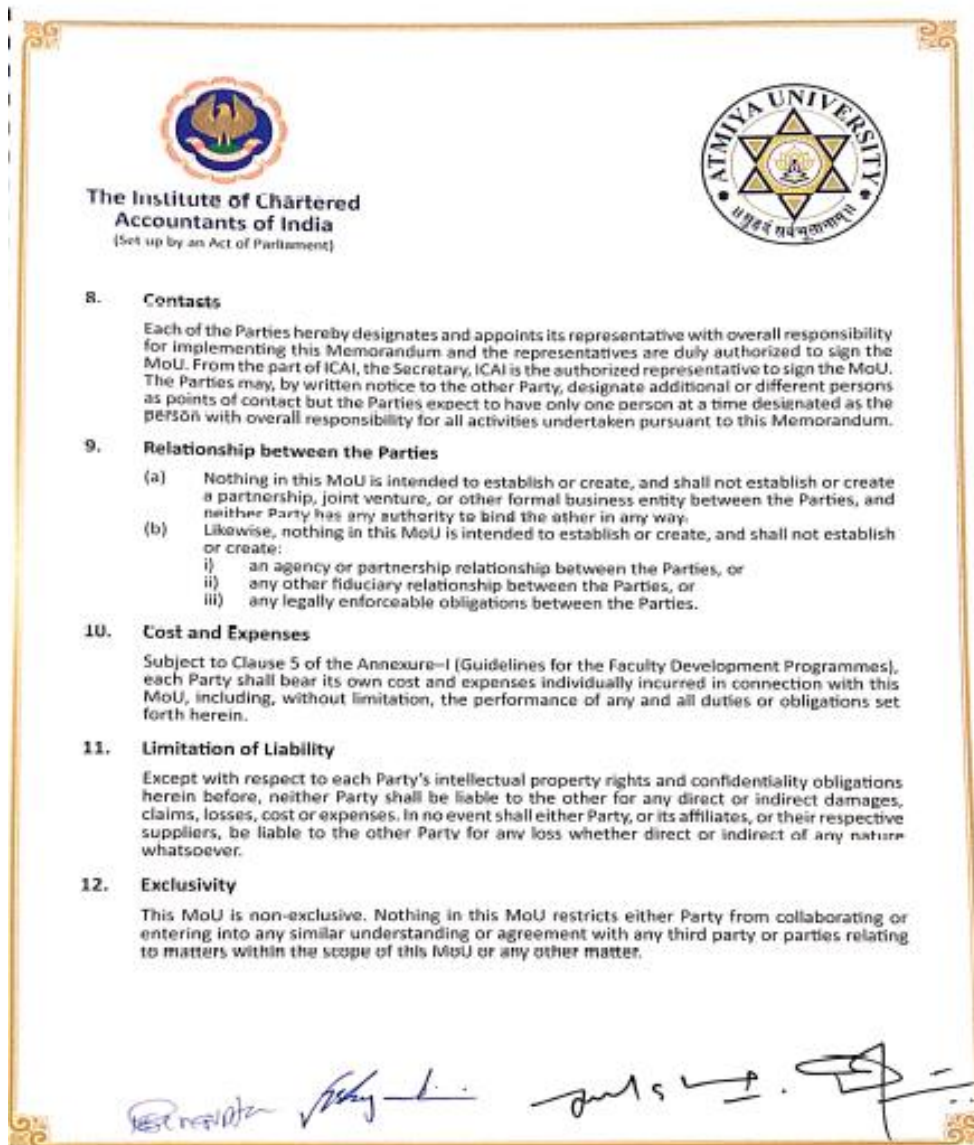 The Institute of Chartered
Accountants of India
(Set up by an Act of Parliament)
ATMIYA UNIVERSITY
॥ सुहृदं सर्वभूतानाम् ॥
8. Contacts
Each of the Parties hereby designates and appoints its representative with overall responsibility
for implementing this Memorandum and the representatives are duly authorized to sign the
MoU. From the part of ICAI, the Secretary, ICAI is the authorized representative to sign the MoU.
The Parties may, by written notice to the other Party, designate additional or different persons
as points of contact but the Parties expect to have only one person at a time designated as the
person with overall responsibility for all activities undertaken pursuant to this Memorandum.
9. Relationship between the Parties
(a) Nothing in this MoU is intended to establish or create, and shall not establish or create
a partnership, joint venture, or other formal business entity between the Parties, and
neither Party has any authority to bind the other in any way.
(b) Likewise, nothing in this MoU is intended to establish or create, and shall not establish
or create:
i) an agency or partnership relationship between the Parties, or
ii) any other fiduciary relationship between the Parties, or
iii) any legally enforceable obligations between the Parties.
10. Cost and Expenses
Subject to Clause 5 of the Annexure–I (Guidelines for the Faculty Development Programmes),
each Party shall bear its own cost and expenses individually incurred in connection with this
MoU, including, without limitation, the performance of any and all duties or obligations set
forth herein.
11. Limitation of Liability
Except with respect to each Party's intellectual property rights and confidentiality obligations
herein before, neither Party shall be liable to the other for any direct or indirect damages,
claims, losses, cost or expenses. In no event shall either Party, or its affiliates, or their respective
suppliers, be liable to the other Party for any loss whether direct or indirect of any nature
whatsoever.
12. Exclusivity
This MoU is non-exclusive. Nothing in this MoU restricts either Party from collaborating or
entering into any similar understanding or agreement with any third party or parties relating
to matters within the scope of this MoU or any other matter.